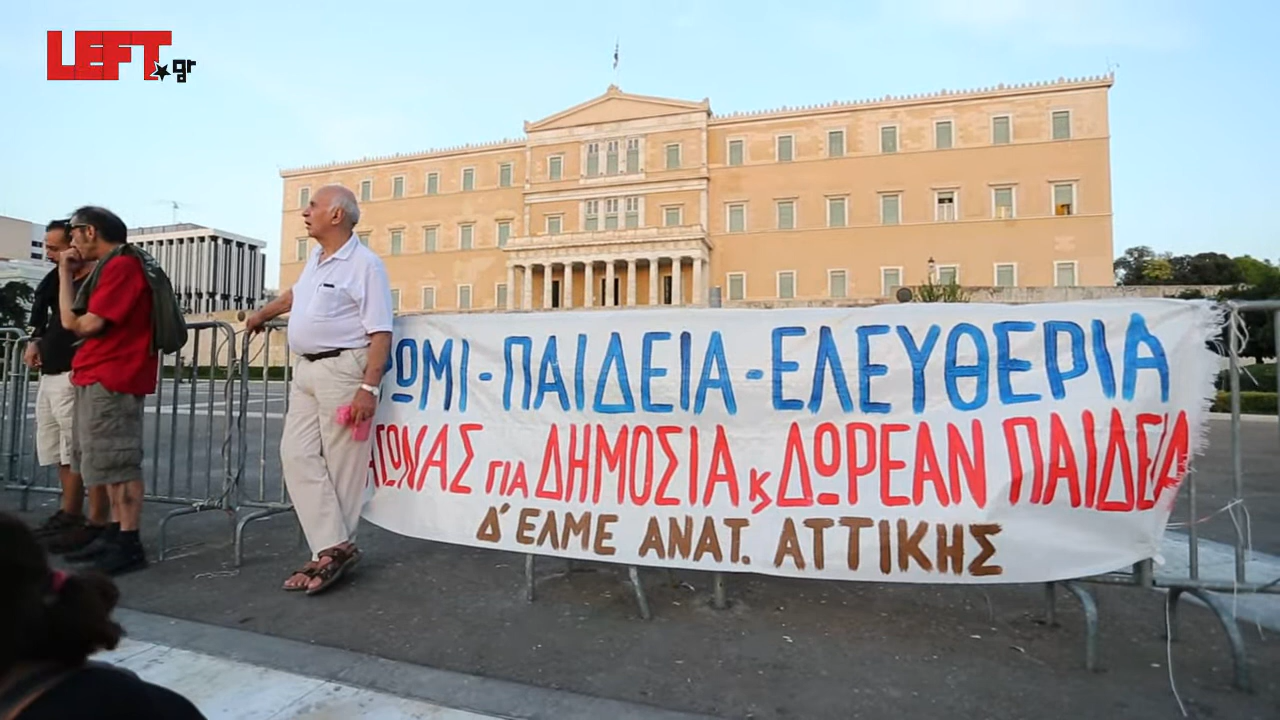 LEFT.gr
ΨΩΜΙ - ΠΑΙΔΕΙΑ - ΕΛΕΥΘΕΡΙΑ
ΑΓΩΝΑΣ ΓΙΑ ΔΗΜΟΣΙΑ κ ΔΩΡΕΑΝ ΠΑΙΔΕΙΑ
Δ΄ ΕΛΜΕ ΑΝΑΤ. ΑΤΤΙΚΗΣ